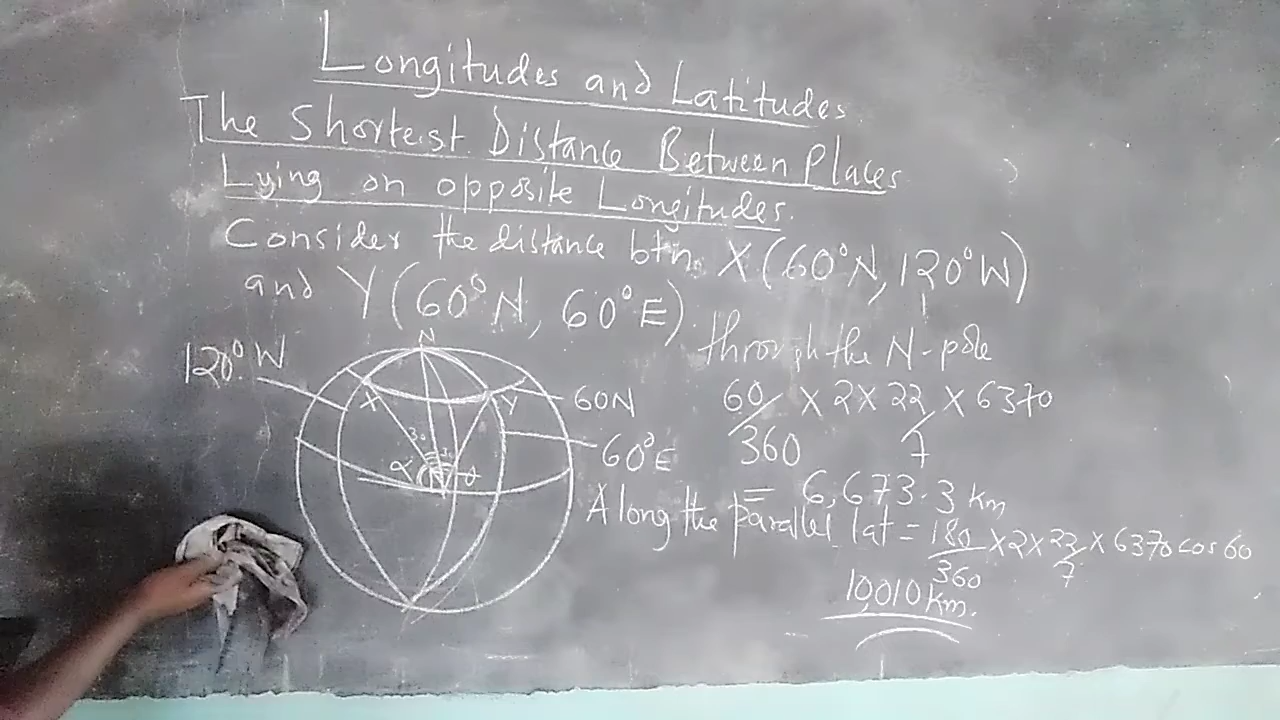 Longitudes and Latitudes
The Shortest Distance Between Places
Lying on opposite Longitudes.
Consider the distance btn. X(60°N, 120°W)
and Y(60°N, 60°E).
through the N-pole
120°W
N
X
Y
60N
60°E
30
30
α
θ
60/360 × 2 × 22/7 × 6370
= 6,673.3 km
Along the parallel lat = 180/360 × 2 × 22/7 × 6370 cos 60
10,010 km.